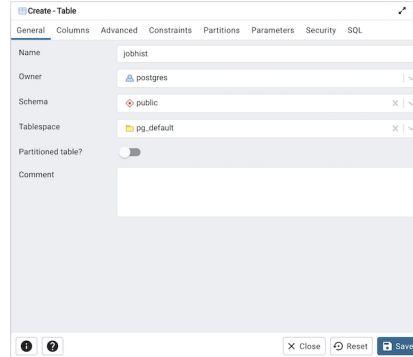 Create - Table
General Columns Advanced Constraints Partitions Parameters Security SQL
Name jobhist
Owner postgres
Schema public
Tablespace pg_default
Partitioned table?
Comment
Close Reset Save